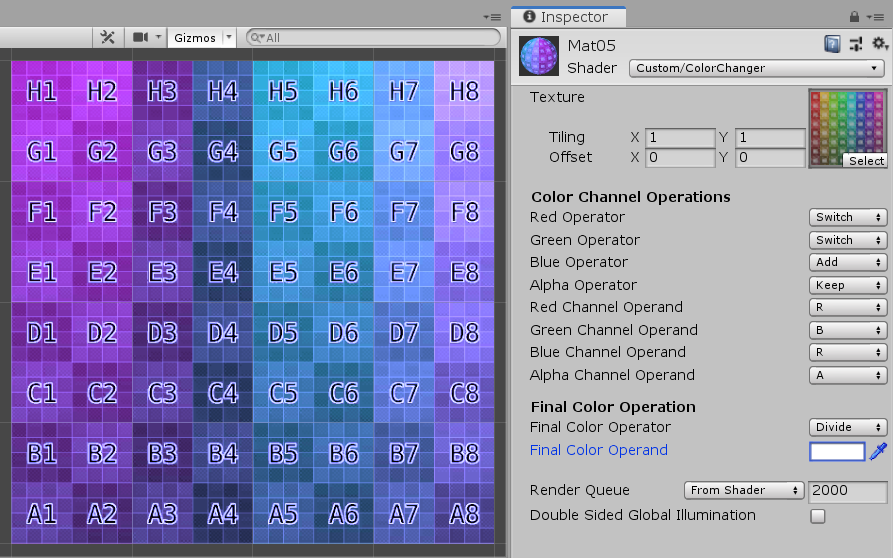 Inspector
Gizmos All
Mat05
Shader Custom/ColorChanger
Texture
Tiling X 1 Y 1
Offset X 0 Y 0
Select
Color Channel Operations
Red Operator Switch
Green Operator Switch
Blue Operator Add
Alpha Operator Keep
Red Channel Operand R
Green Channel Operand B
Blue Channel Operand R
Alpha Channel Operand A
Final Color Operation
Final Color Operator Divide
Final Color Operand
Render Queue From Shader 2000
Double Sided Global Illumination
H1 H2 H3 H4 H5 H6 H7 H8
G1 G2 G3 G4 G5 G6 G7 G8
F1 F2 F3 F4 F5 F6 F7 F8
E1 E2 E3 E4 E5 E6 E7 E8
D1 D2 D3 D4 D5 D6 D7 D8
C1 C2 C3 C4 C5 C6 C7 C8
B1 B2 B3 B4 B5 B6 B7 B8
A1 A2 A3 A4 A5 A6 A7 A8